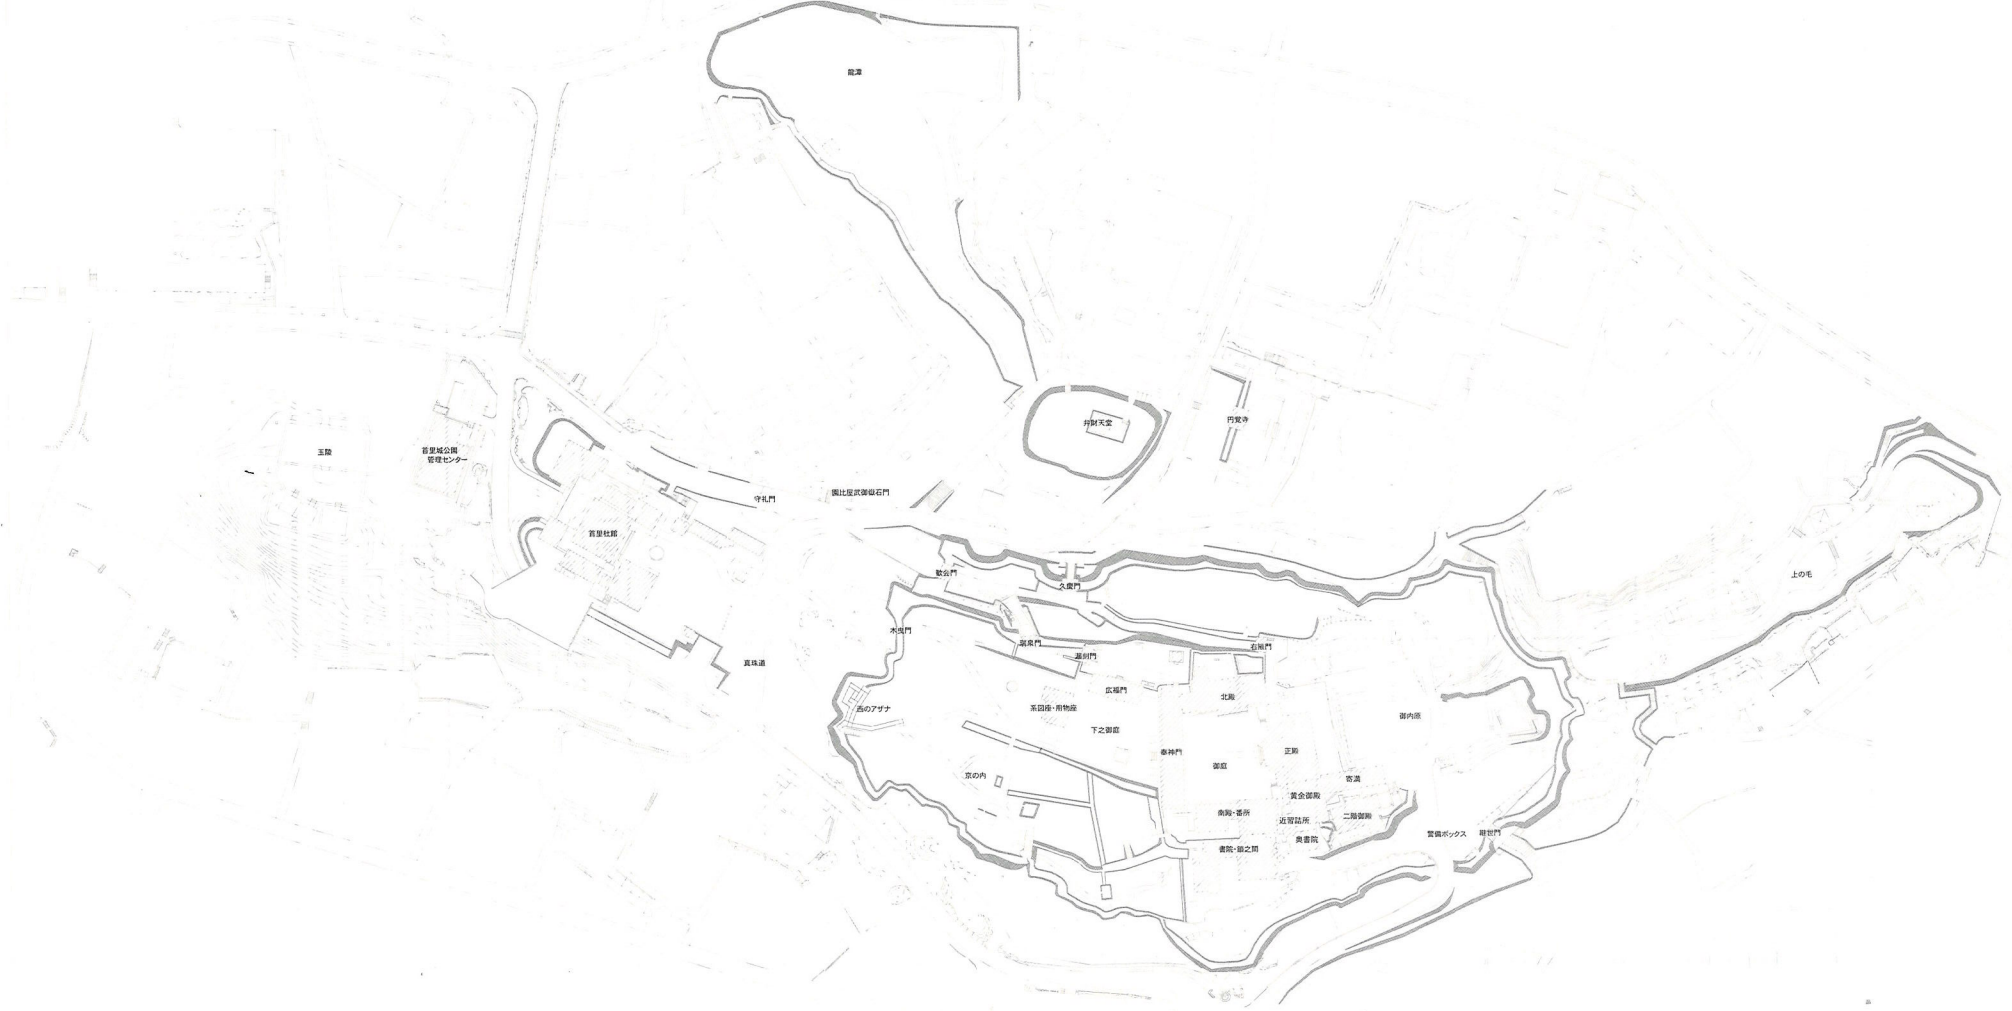 龍潭
弁財天堂
円覚寺
玉陵
首里城公園
管理センター
守礼門
園比屋武御嶽石門
首里杜館
歓会門
久慶門
上の毛
木曳門
瑞泉門
漏刻門
右掖門
真珠道
広福門
北殿
西のアザナ
系図座・用物座
御内原
下之御庭
奉神門
正殿
御庭
京の内
寄満
黄金御殿
南殿・番所
近習詰所
二階御殿
奥書院
書院・鎖之間
警備ボックス
継世門